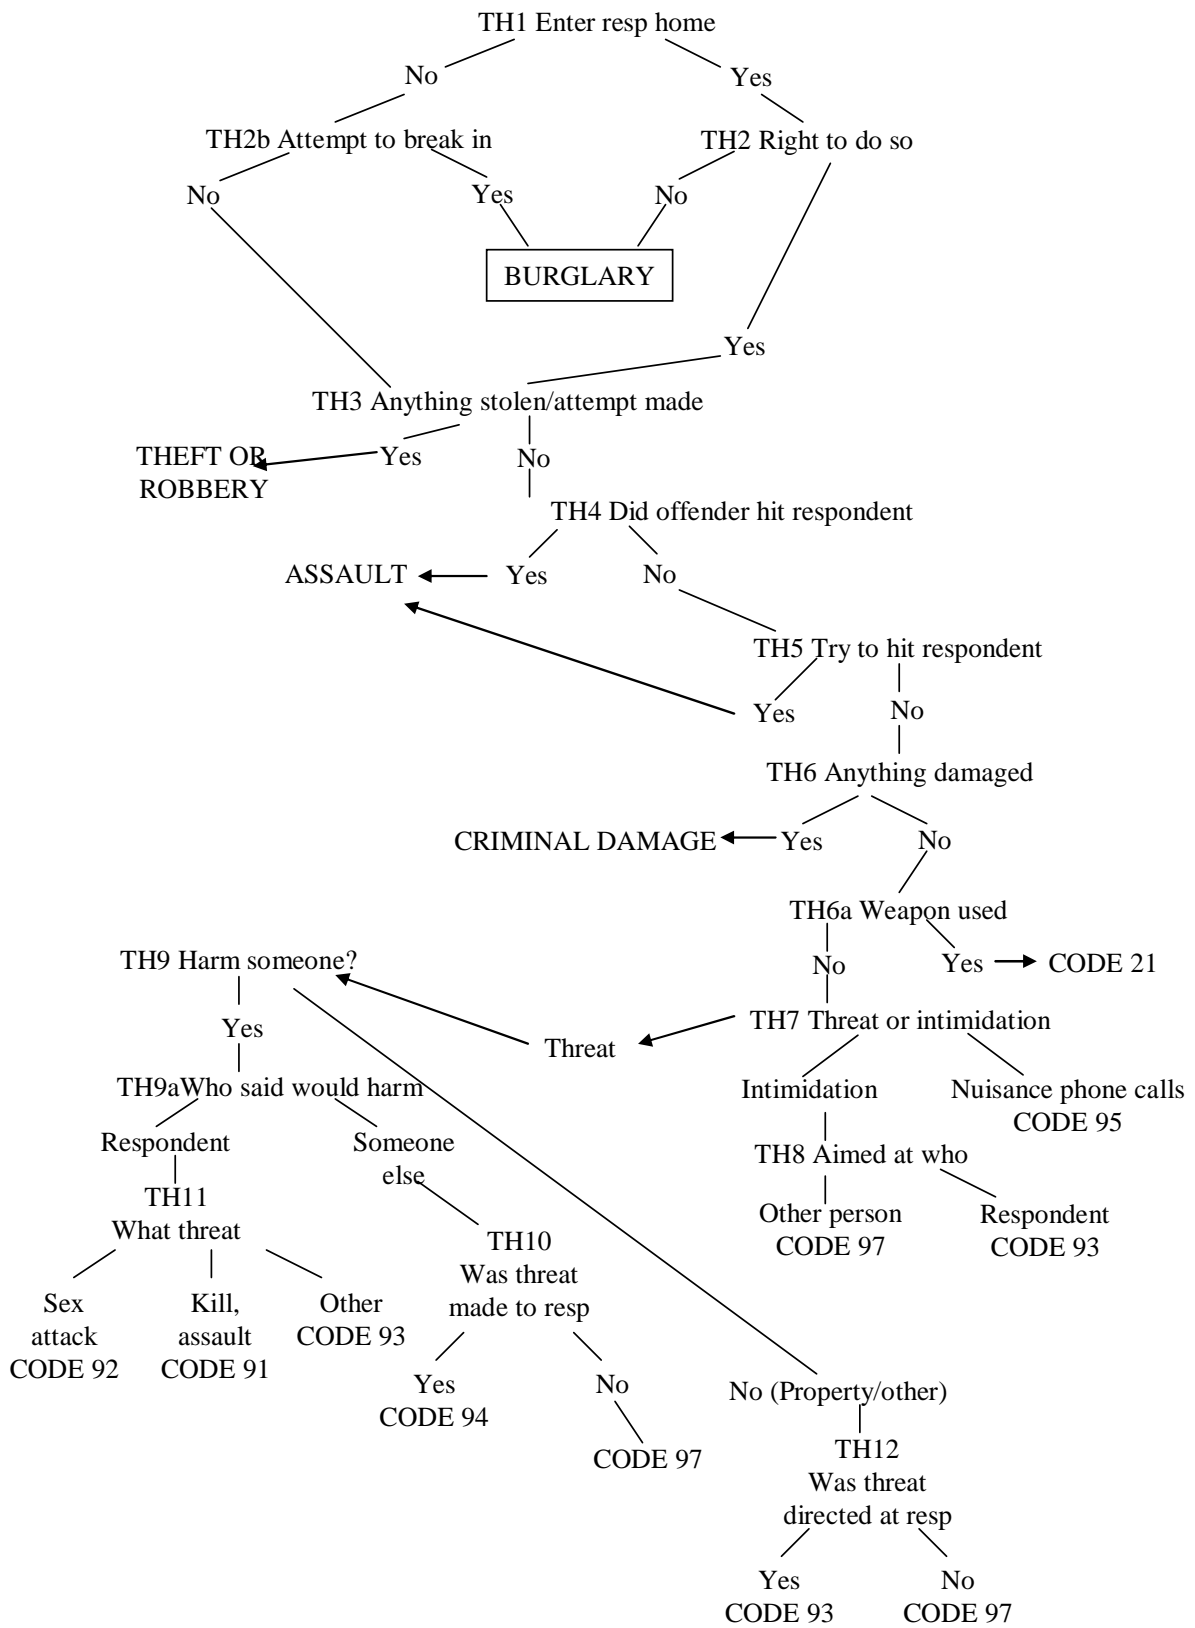 TH1 Enter resp home
No
Yes
TH2b Attempt to break in
TH2 Right to do so
No
Yes
No
BURGLARY
Yes
TH3 Anything stolen/attempt made
THEFT OR
ROBBERY
Yes
No
TH4 Did offender hit respondent
ASSAULT
Yes
No
TH5 Try to hit respondent
Yes
No
TH6 Anything damaged
CRIMINAL DAMAGE
Yes
No
TH6a Weapon used
No
Yes
CODE 21
TH7 Threat or intimidation
Threat
TH9 Harm someone?
Yes
TH9aWho said would harm
Respondent
Someone
else
TH11
What threat
Sex
attack
CODE 92
Kill,
assault
CODE 91
Other
CODE 93
TH10
Was threat
made to resp
Yes
CODE 94
No
CODE 97
Intimidation
Nuisance phone calls
CODE 95
TH8 Aimed at who
Other person
CODE 97
Respondent
CODE 93
No (Property/other)
TH12
Was threat
directed at resp
Yes
CODE 93
No
CODE 97